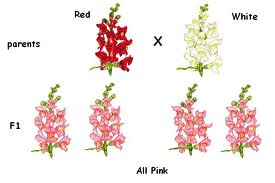 Red
White
parents
X
F1
All Pink